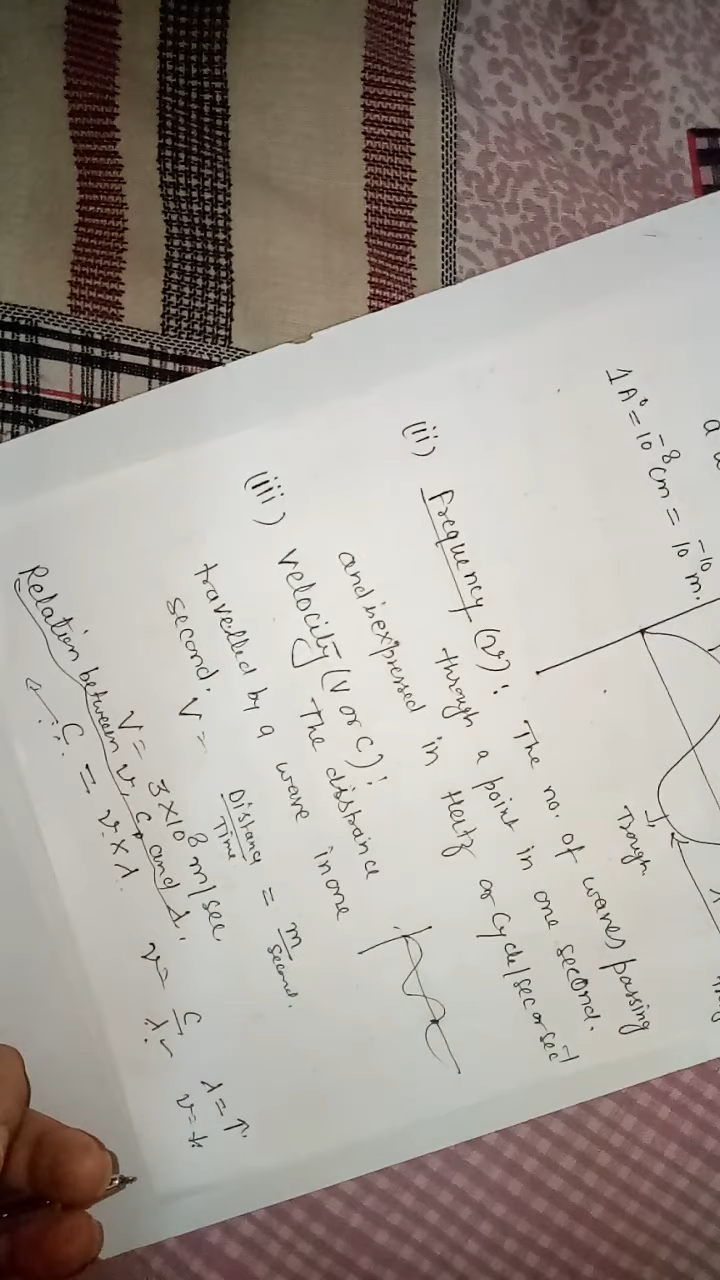 1 A° = 10⁻⁸ cm = 10⁻¹⁰ m.
Trough
(ii) Frequency (ν): The no. of waves passing
through a point in one second.
and is expressed in Hertz or Cycle/sec or sec⁻¹
(iii) Velocity (V or C): The distance
travelled by a wave in one
second. V = Distance/Time = m/second.
V = 3×10⁸ m/sec
Relation between ν, C, and λ.
∴ C = ν × λ. ν = C/λ